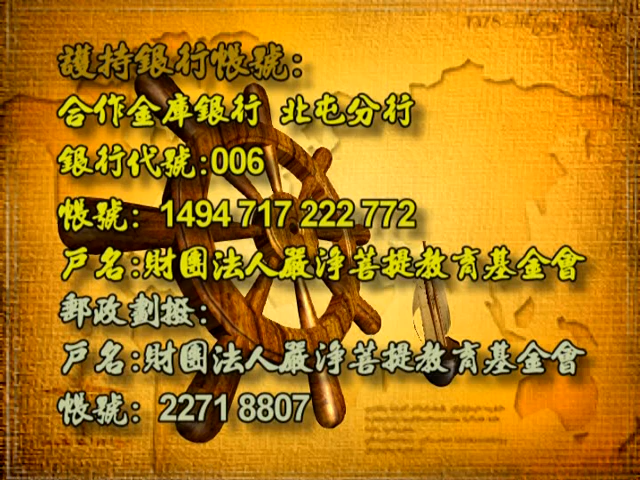 護持銀行帳號:
合作金庫銀行 北屯分行
銀行代號:006
帳號: 1494 717 222 772
戶名:財團法人嚴淨菩提教育基金會
郵政劃撥:
戶名:財團法人嚴淨菩提教育基金會
帳號: 2271 8807